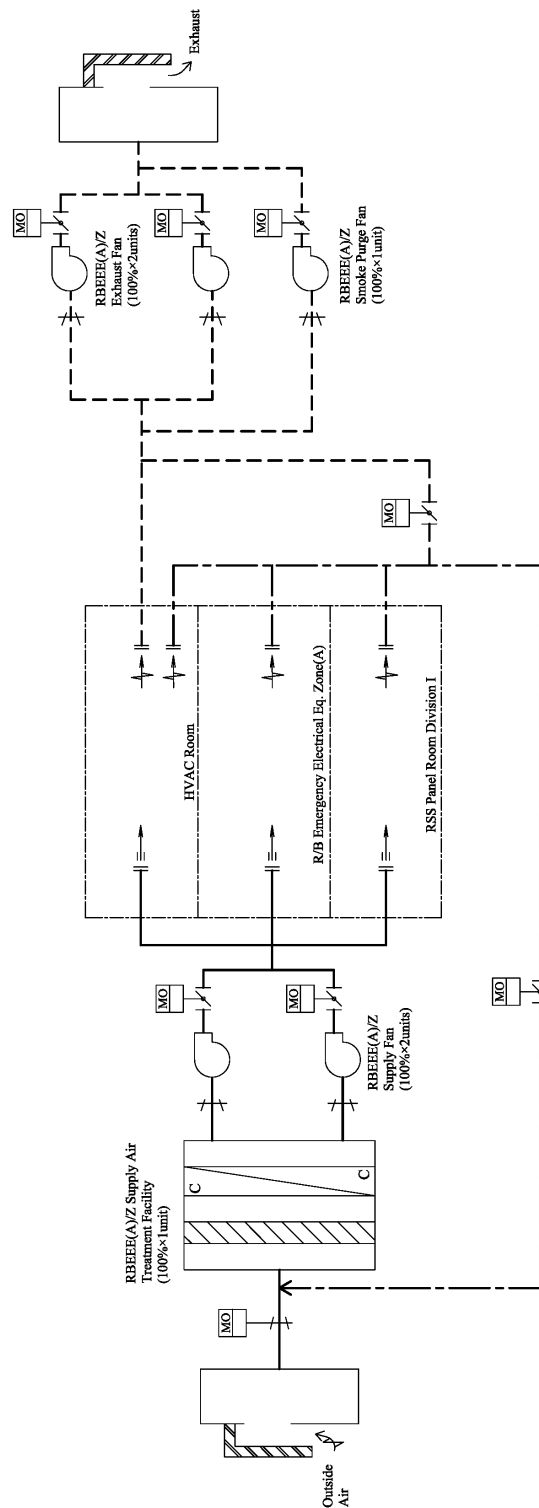 Outside
Air
MO
RBEEE(A)/Z Supply Air
Treatment Facility
(100%×1unit)
C
C
MO
MO
RBEEE(A)/Z
Supply Fan
(100%×2units)
MO
HVAC Room
R/B Emergency Electrical Eq. Zone(A)
RSS Panel Room Division I
MO
MO
RBEEE(A)/Z
Exhaust Fan
(100%×2units)
MO
MO
RBEEE(A)/Z
Smoke Purge Fan
(100%×1unit)
Exhaust